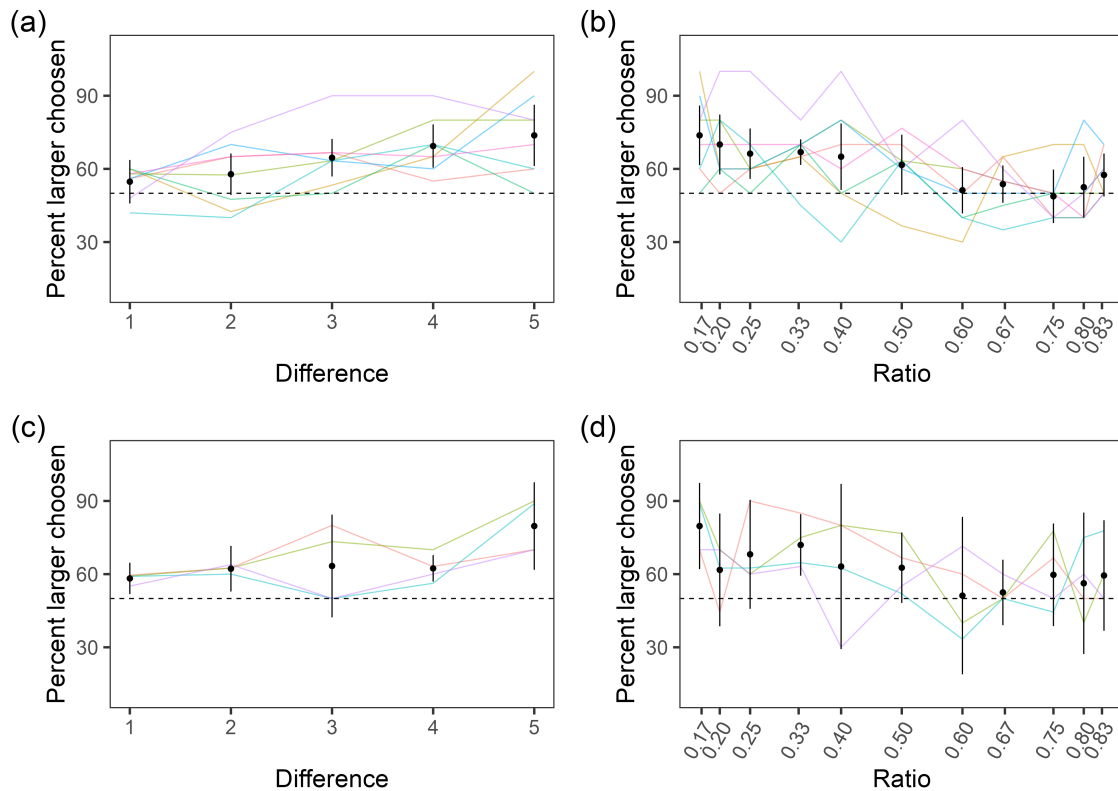 (a)
Percent larger choosen
90
60
30
1 2 3 4 5
Difference
(b)
Percent larger choosen
90
60
30
0.17 0.20 0.25 0.33 0.40 0.50 0.60 0.67 0.75 0.80 0.83
Ratio
(c)
Percent larger choosen
90
60
30
1 2 3 4 5
Difference
(d)
Percent larger choosen
90
60
30
0.17 0.20 0.25 0.33 0.40 0.50 0.60 0.67 0.75 0.80 0.83
Ratio